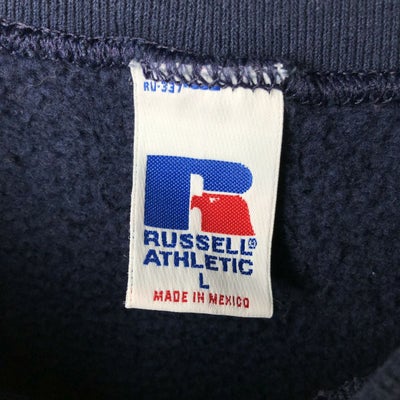 R
RUSSELL®
ATHLETIC
L
MADE IN MEXICO